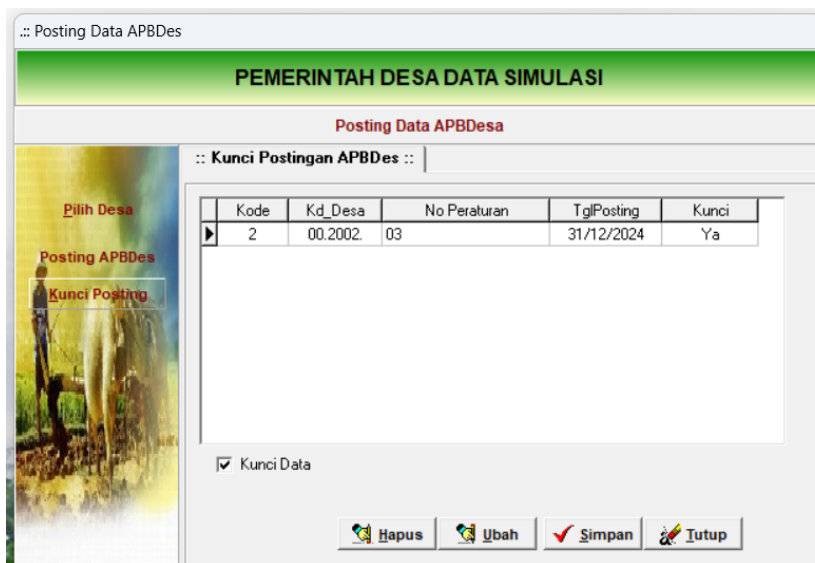 .:: Posting Data APBDes
PEMERINTAH DESA DATA SIMULASI
Posting Data APBDesa
:: Kunci Postingan APBDes ::
Pilih Desa
Posting APBDes
Kunci Posting
Kode Kd_Desa No Peraturan TglPosting Kunci
2 00.2002. 03 31/12/2024 Ya
Kunci Data
Hapus Ubah Simpan Tutup